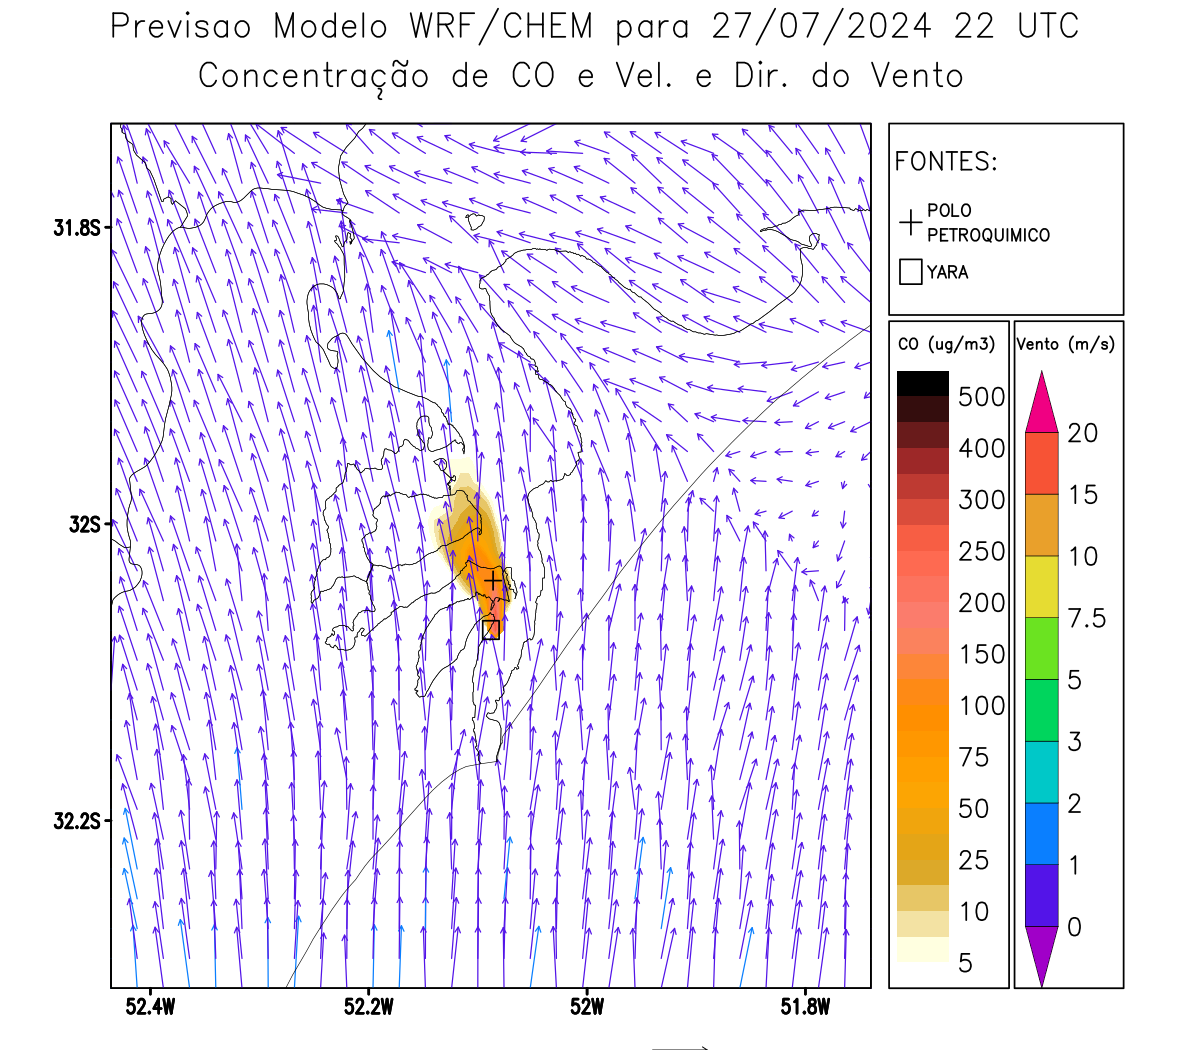 Previsao Modelo WRF/CHEM para 27/07/2024 22 UTC
Concentração de CO e Vel. e Dir. do Vento
FONTES:
POLO
PETROQUIMICO
YARA
CO (ug/m3)
500
400
300
250
200
150
100
75
50
25
10
5
Vento (m/s)
20
15
10
7.5
5
3
2
1
0
31.8S
32S
32.2S
52.4W
52.2W
52W
51.8W